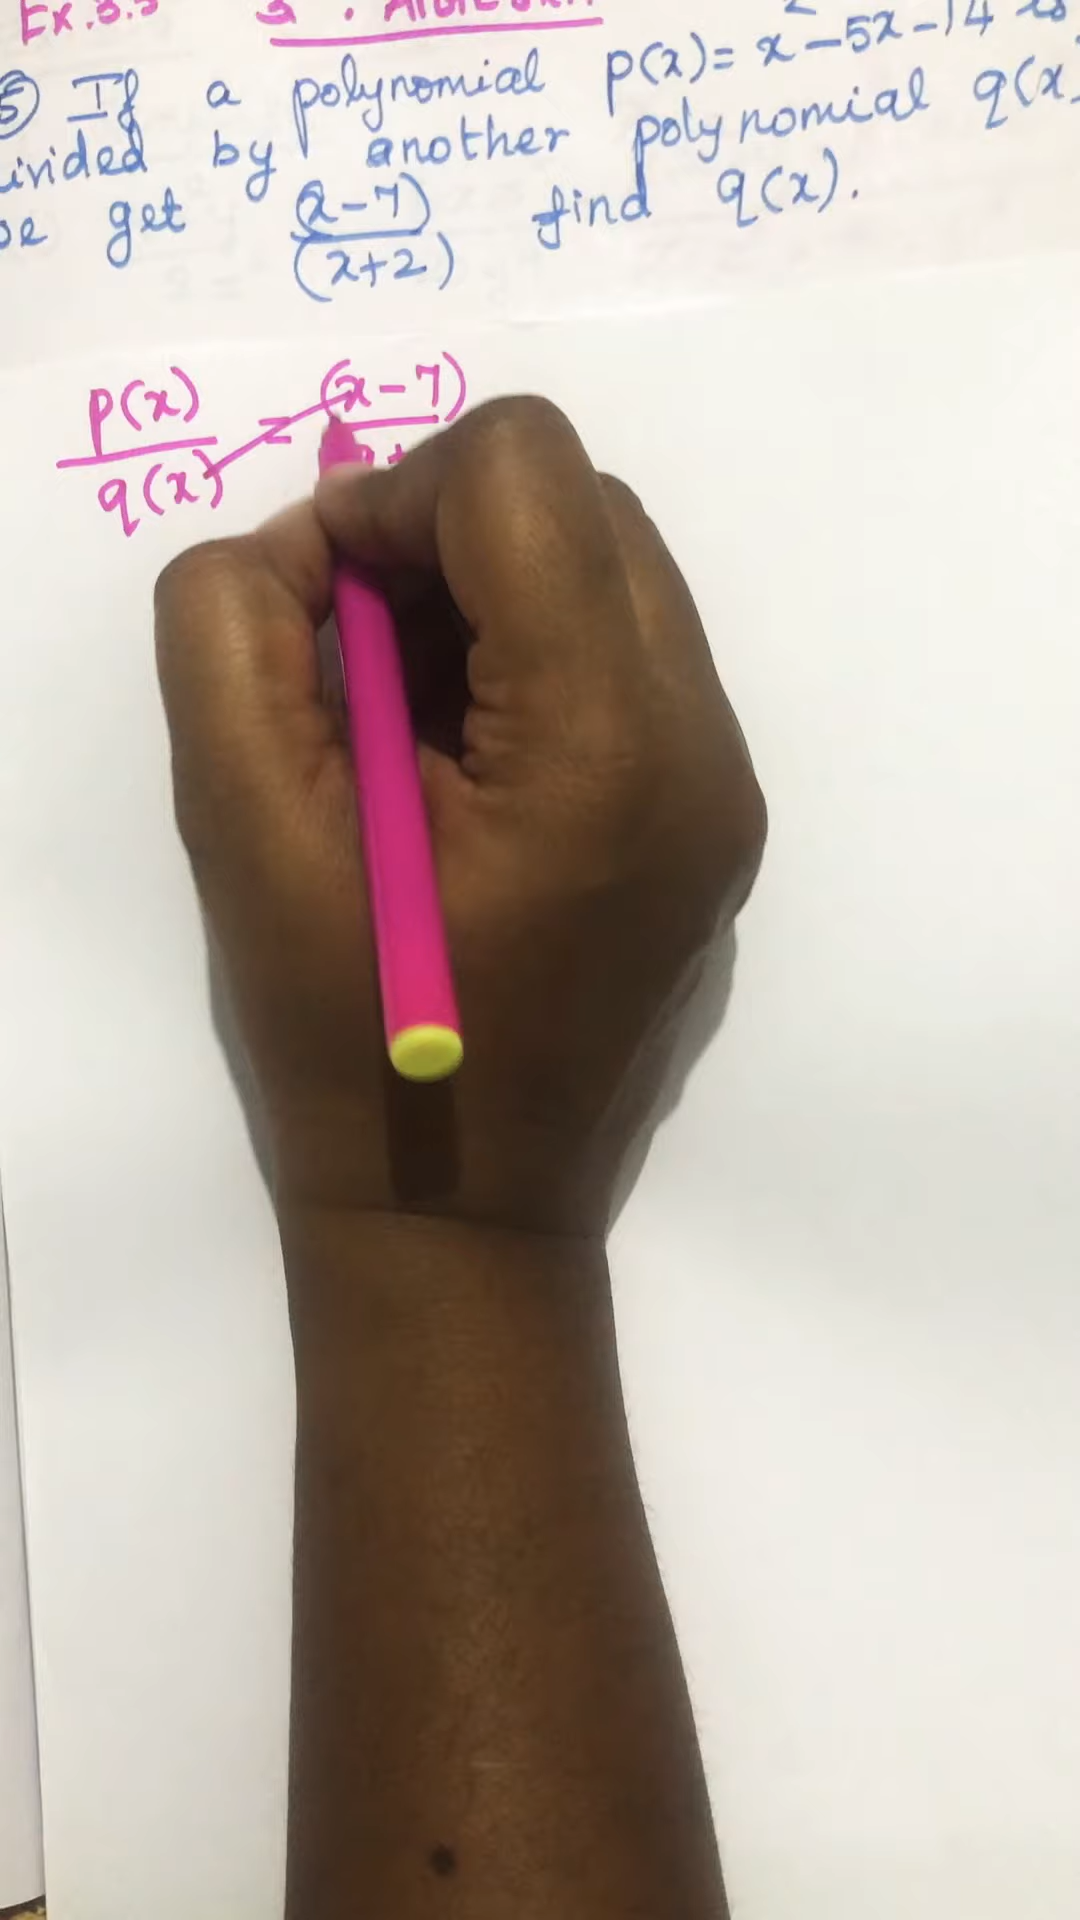 Ex.3.
5) If a polynomial p(x) = x² - 5x - 14 is
divided by another polynomial q(x)
we get (x-7)
(x+2) find q(x).
p(x) = (x-7)
q(x)